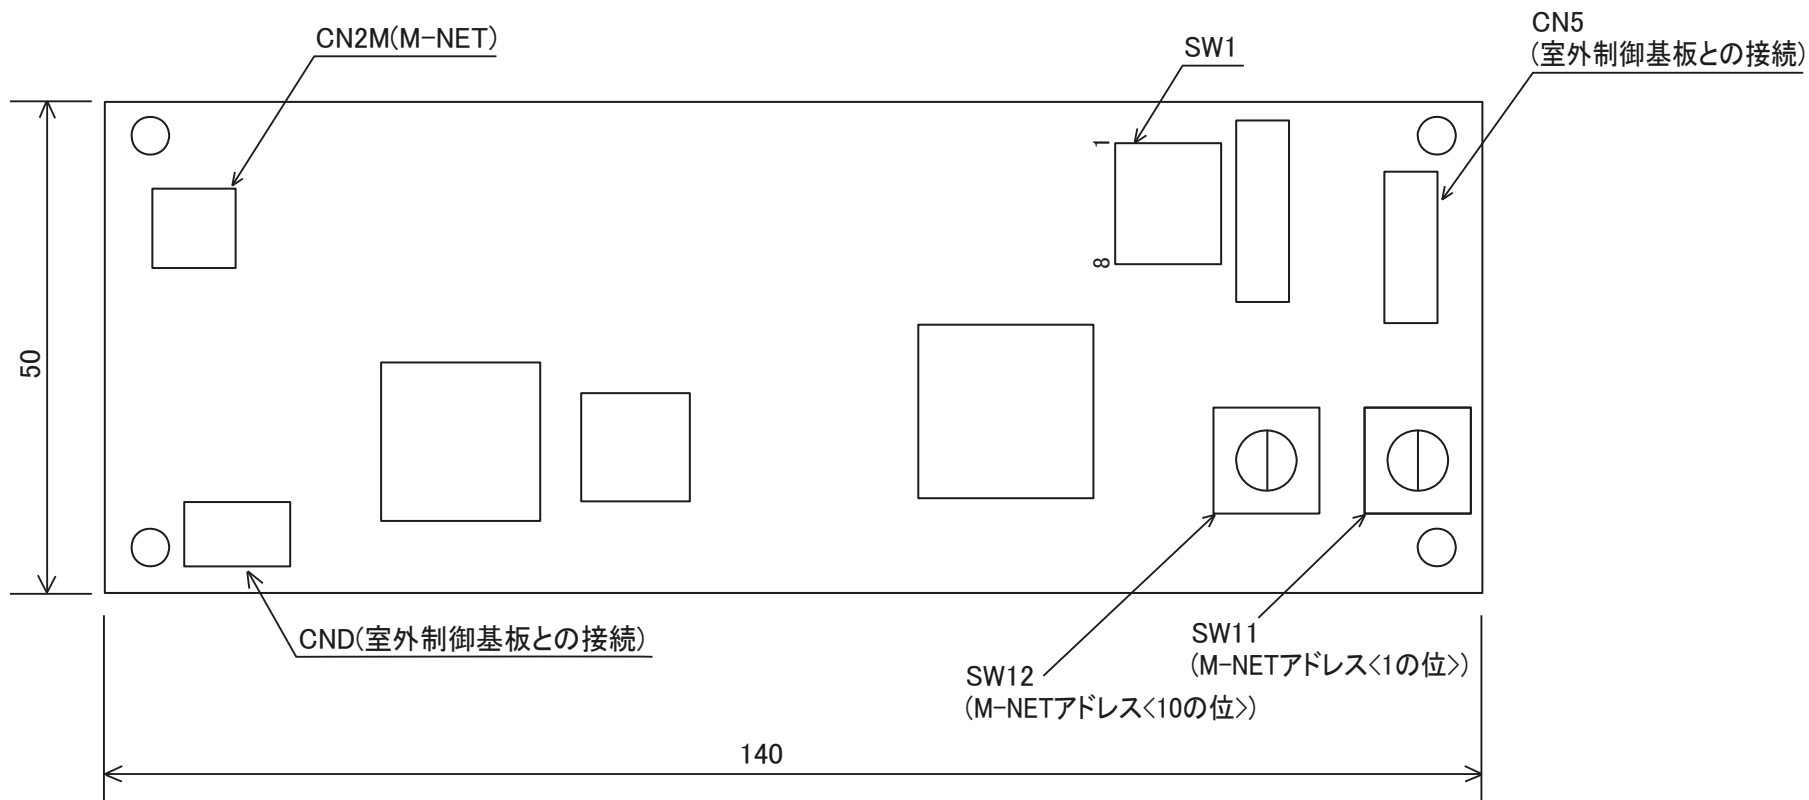 CN2M(M-NET)
SW1
CN5
(室外制御基板との接続)
1
8
50
CND(室外制御基板との接続)
SW11
(M-NETアドレス<1の位>)
SW12
(M-NETアドレス<10の位>)
140